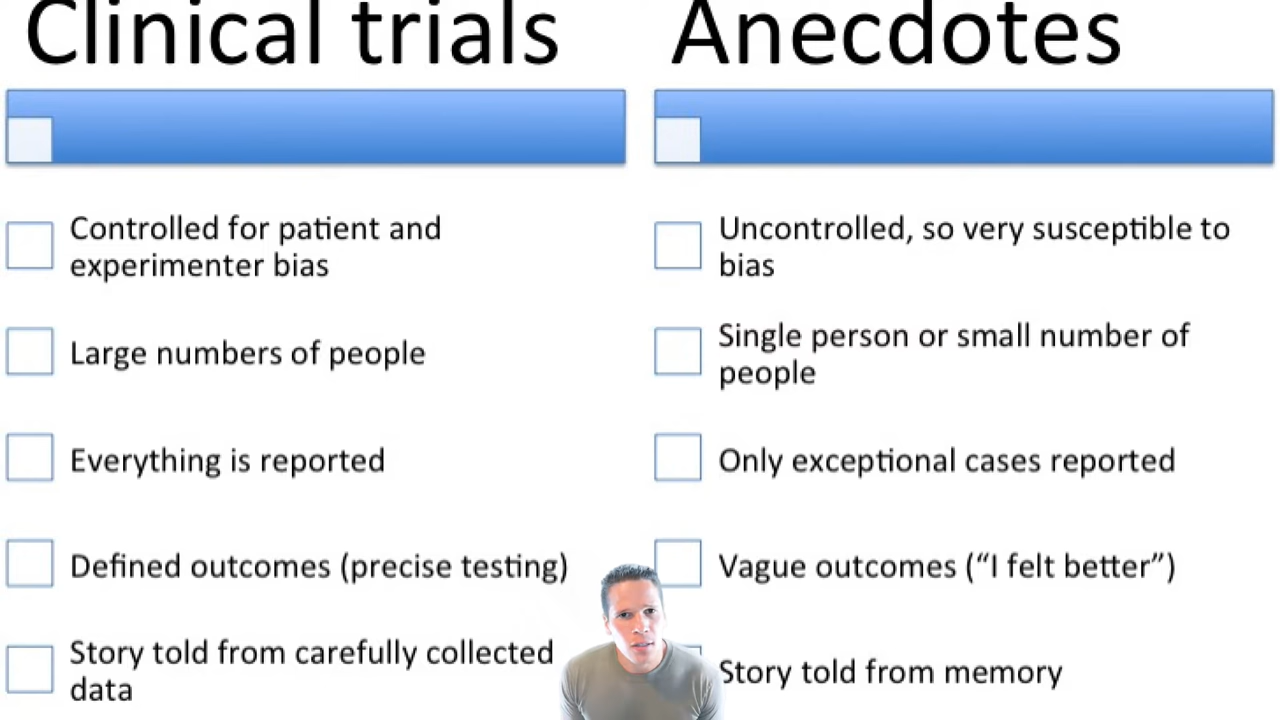 Clinical trials
Controlled for patient and
experimenter bias
Large numbers of people
Everything is reported
Defined outcomes (precise testing)
Story told from carefully collected
data
Anecdotes
Uncontrolled, so very susceptible to
bias
Single person or small number of
people
Only exceptional cases reported
Vague outcomes (“I felt better”)
Story told from memory